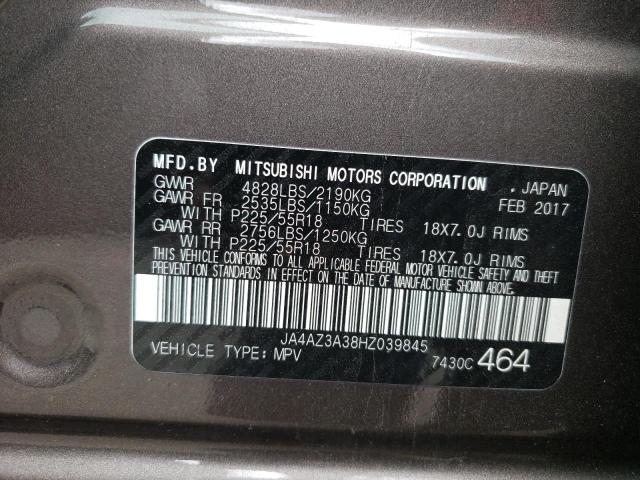 MFD.BY MITSUBISHI MOTORS CORPORATION . JAPAN
GVWR 4828LBS/2190KG FEB 2017
GAWR FR 2535LBS/1150KG
WITH P225/55R18 TIRES 18X7.0J RIMS
GAWR RR 2756LBS/1250KG
WITH P225/55R18 TIRES 18X7.0J RIMS
THIS VEHICLE CONFORMS TO ALL APPLICABLE FEDERAL MOTOR VEHICLE SAFETY AND THEFT
PREVENTION STANDARDS IN EFFECT ON THE DATE OF MANUFACTURE SHOWN ABOVE.
JA4AZ3A38HZ039845
VEHICLE TYPE: MPV 7430C 464